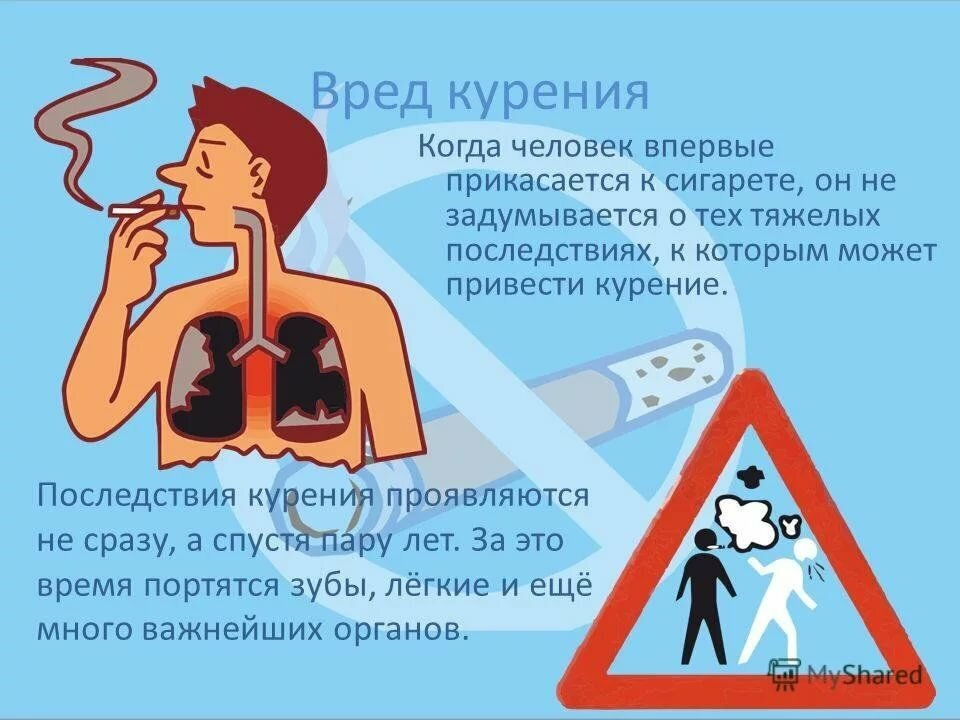 Вред курения
Когда человек впервые
прикасается к сигарете, он не
задумывается о тех тяжелых
последствиях, к которым может
привести курение.
Последствия курения проявляются
не сразу, а спустя пару лет. За это
время портятся зубы, лёгкие и ещё
много важнейших органов.
MyShared